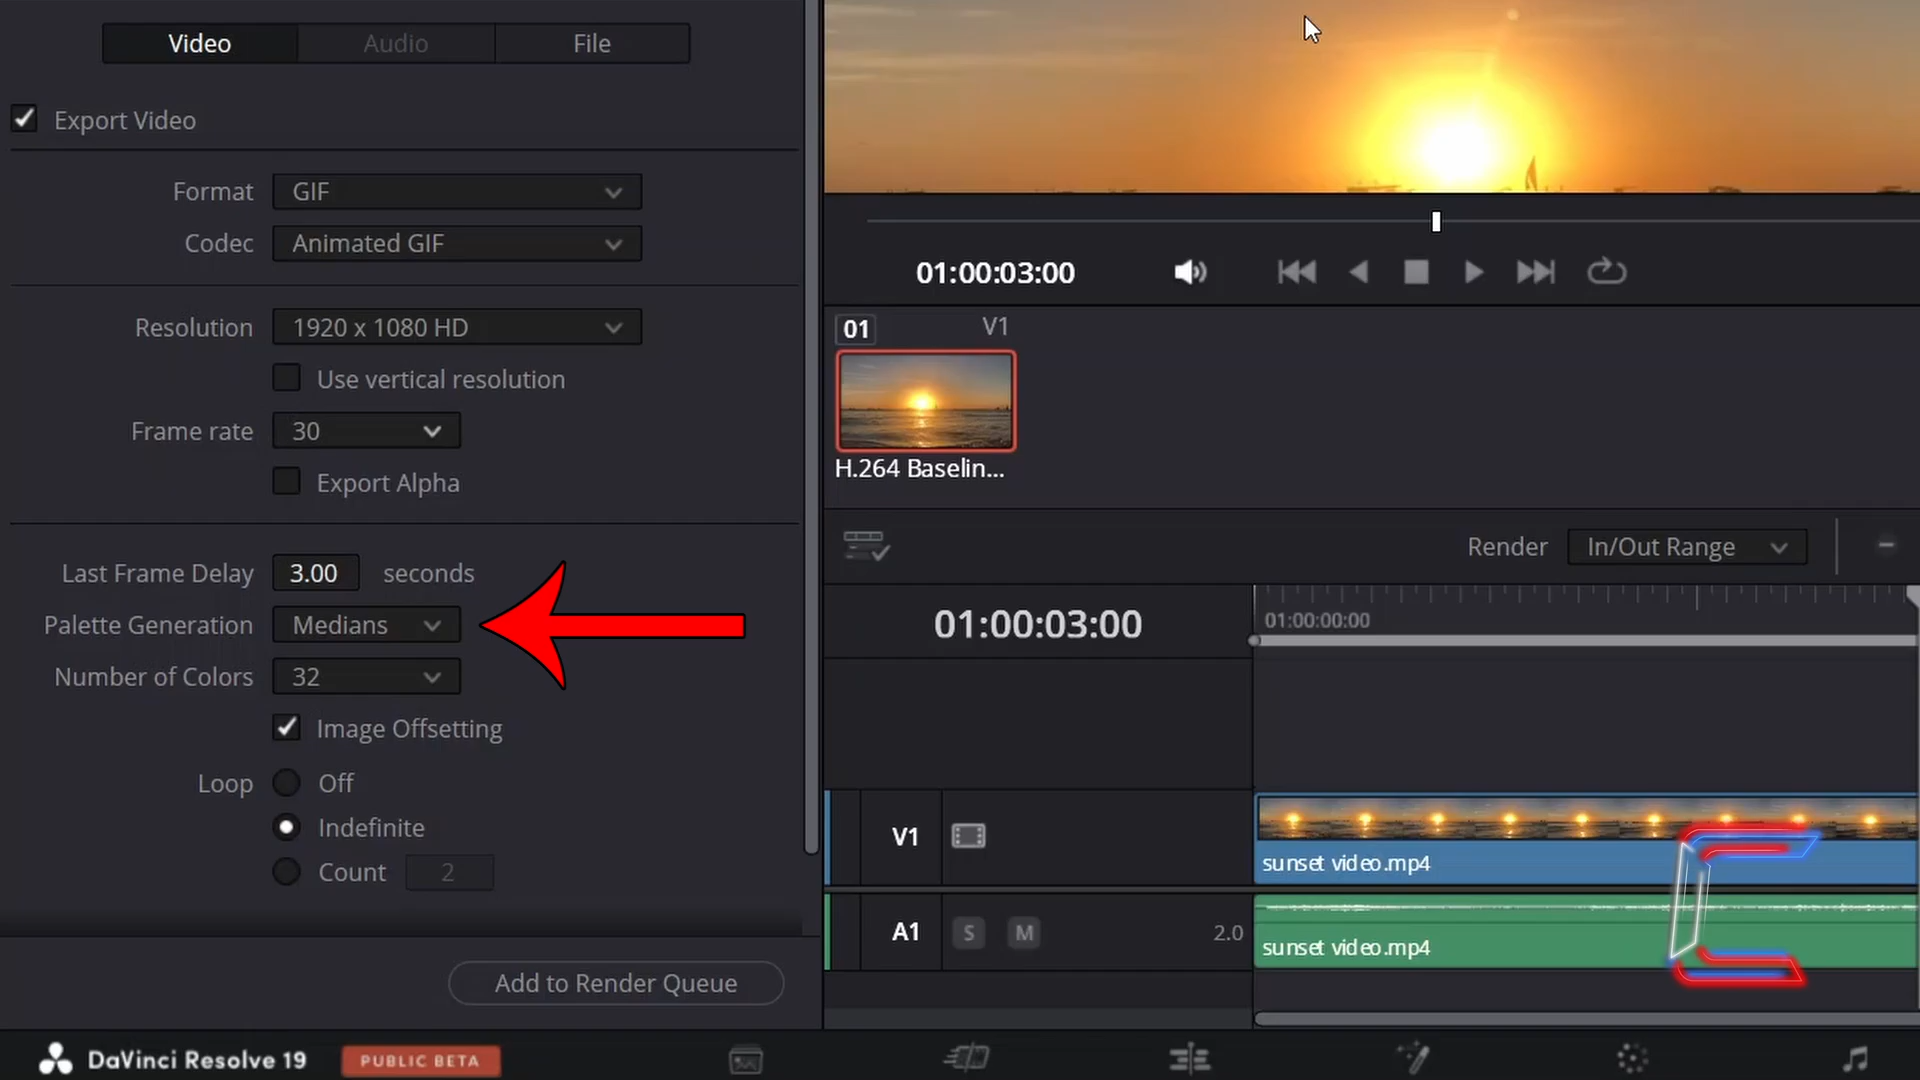 Video
Audio
File
Export Video
Format
GIF
Codec
Animated GIF
Resolution
1920 x 1080 HD
Use vertical resolution
Frame rate
30
Export Alpha
Last Frame Delay
3.00
seconds
Palette Generation
Medians
Number of Colors
32
Image Offsetting
Loop
Off
Indefinite
Count
2
Add to Render Queue
01:00:03:00
01
V1
H.264 Baselin...
Render
In/Out Range
01:00:03:00
01:00:00:00
V1
sunset video.mp4
A1
S
M
2.0
sunset video.mp4
DaVinci Resolve 19
PUBLIC BETA